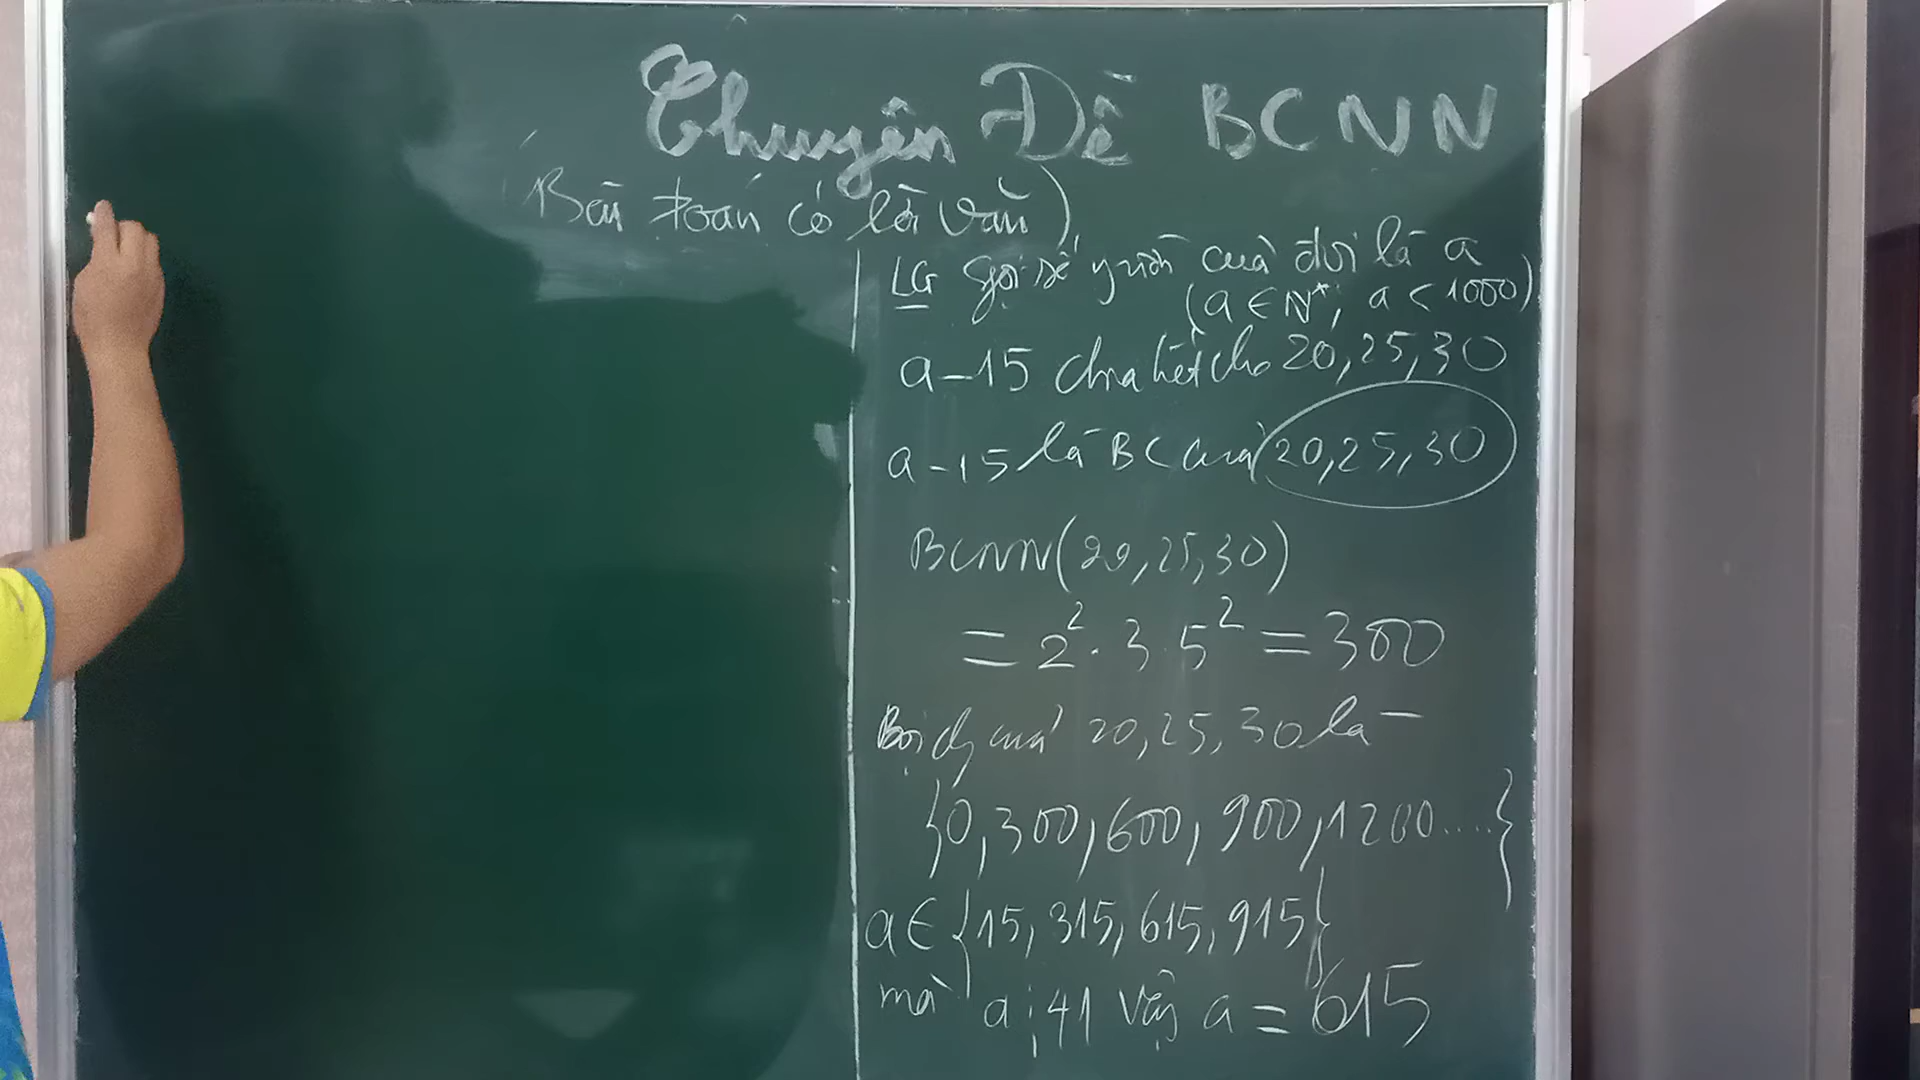 Chuyên Đề BCNN
Bài toán có lời văn)
LG Gọi số người của đội là a
(a ∈ N*, a < 1000)
a - 15 chia hết cho 20, 25, 30
a - 15 là BC của 20, 25, 30
BCNN(20, 25, 30)
= 2² . 3 . 5² = 300
Bội của 20, 25, 30 là
{0, 300, 600, 900, 1200....}
a ∈ {15, 315, 615, 915}
mà a ⋮ 41 vậy a = 615